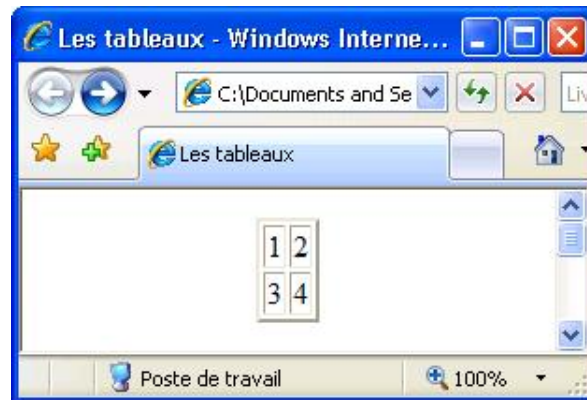 Les tableaux - Windows Interne...
C:\Documents and Se
Liv
Les tableaux
1 2
3 4
Poste de travail 100%